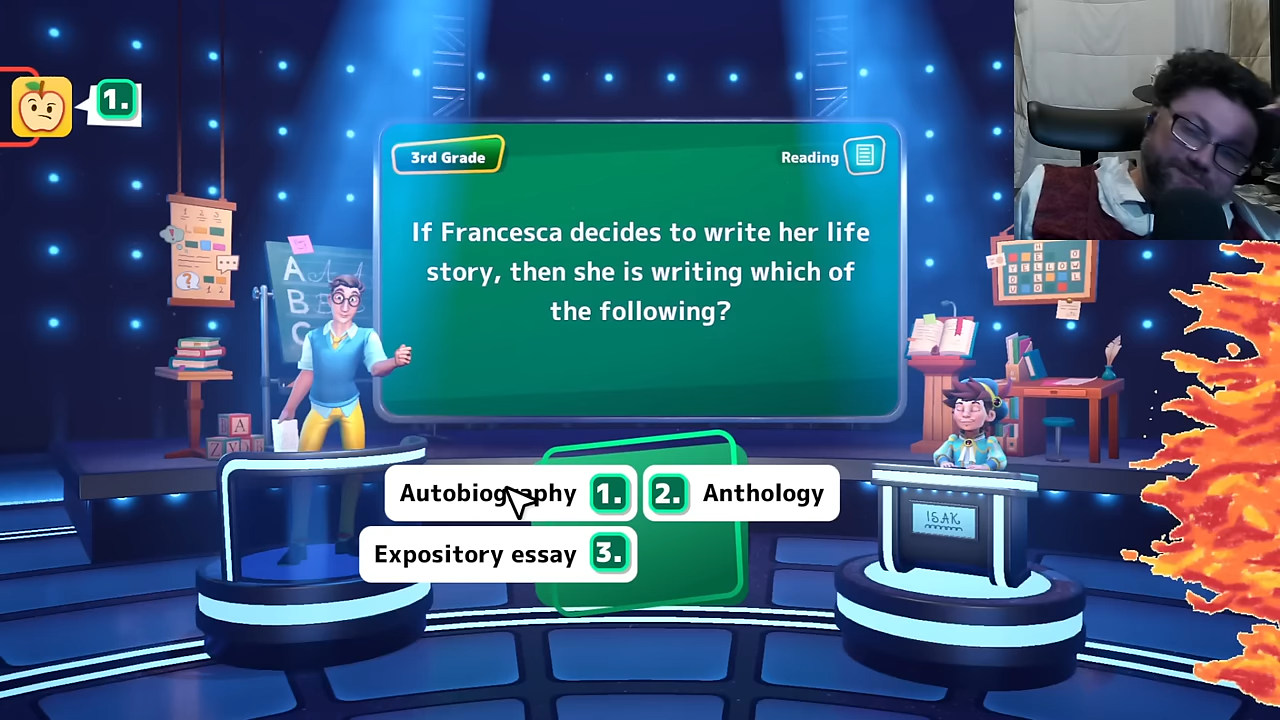 1.
3rd Grade
Reading
If Francesca decides to write her life
story, then she is writing which of
the following?
A
B
C
A
ISAK
Autobiography 1.
2. Anthology
Expository essay 3.